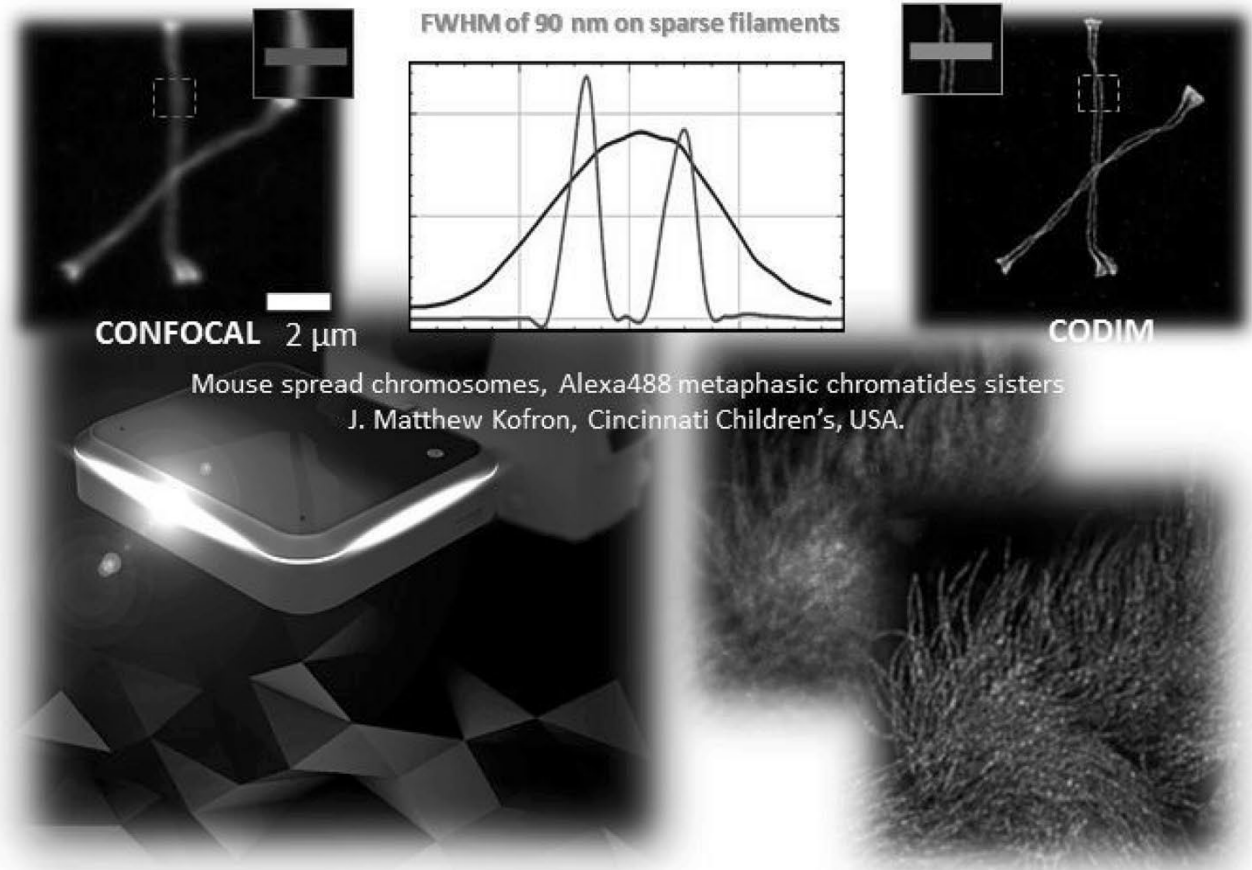 FWHM of 90 nm on sparse filaments
CONFOCAL 2 μm
CODIM
Mouse spread chromosomes, Alexa488 metaphasic chromatides sisters
J. Matthew Kofron, Cincinnati Children's, USA.